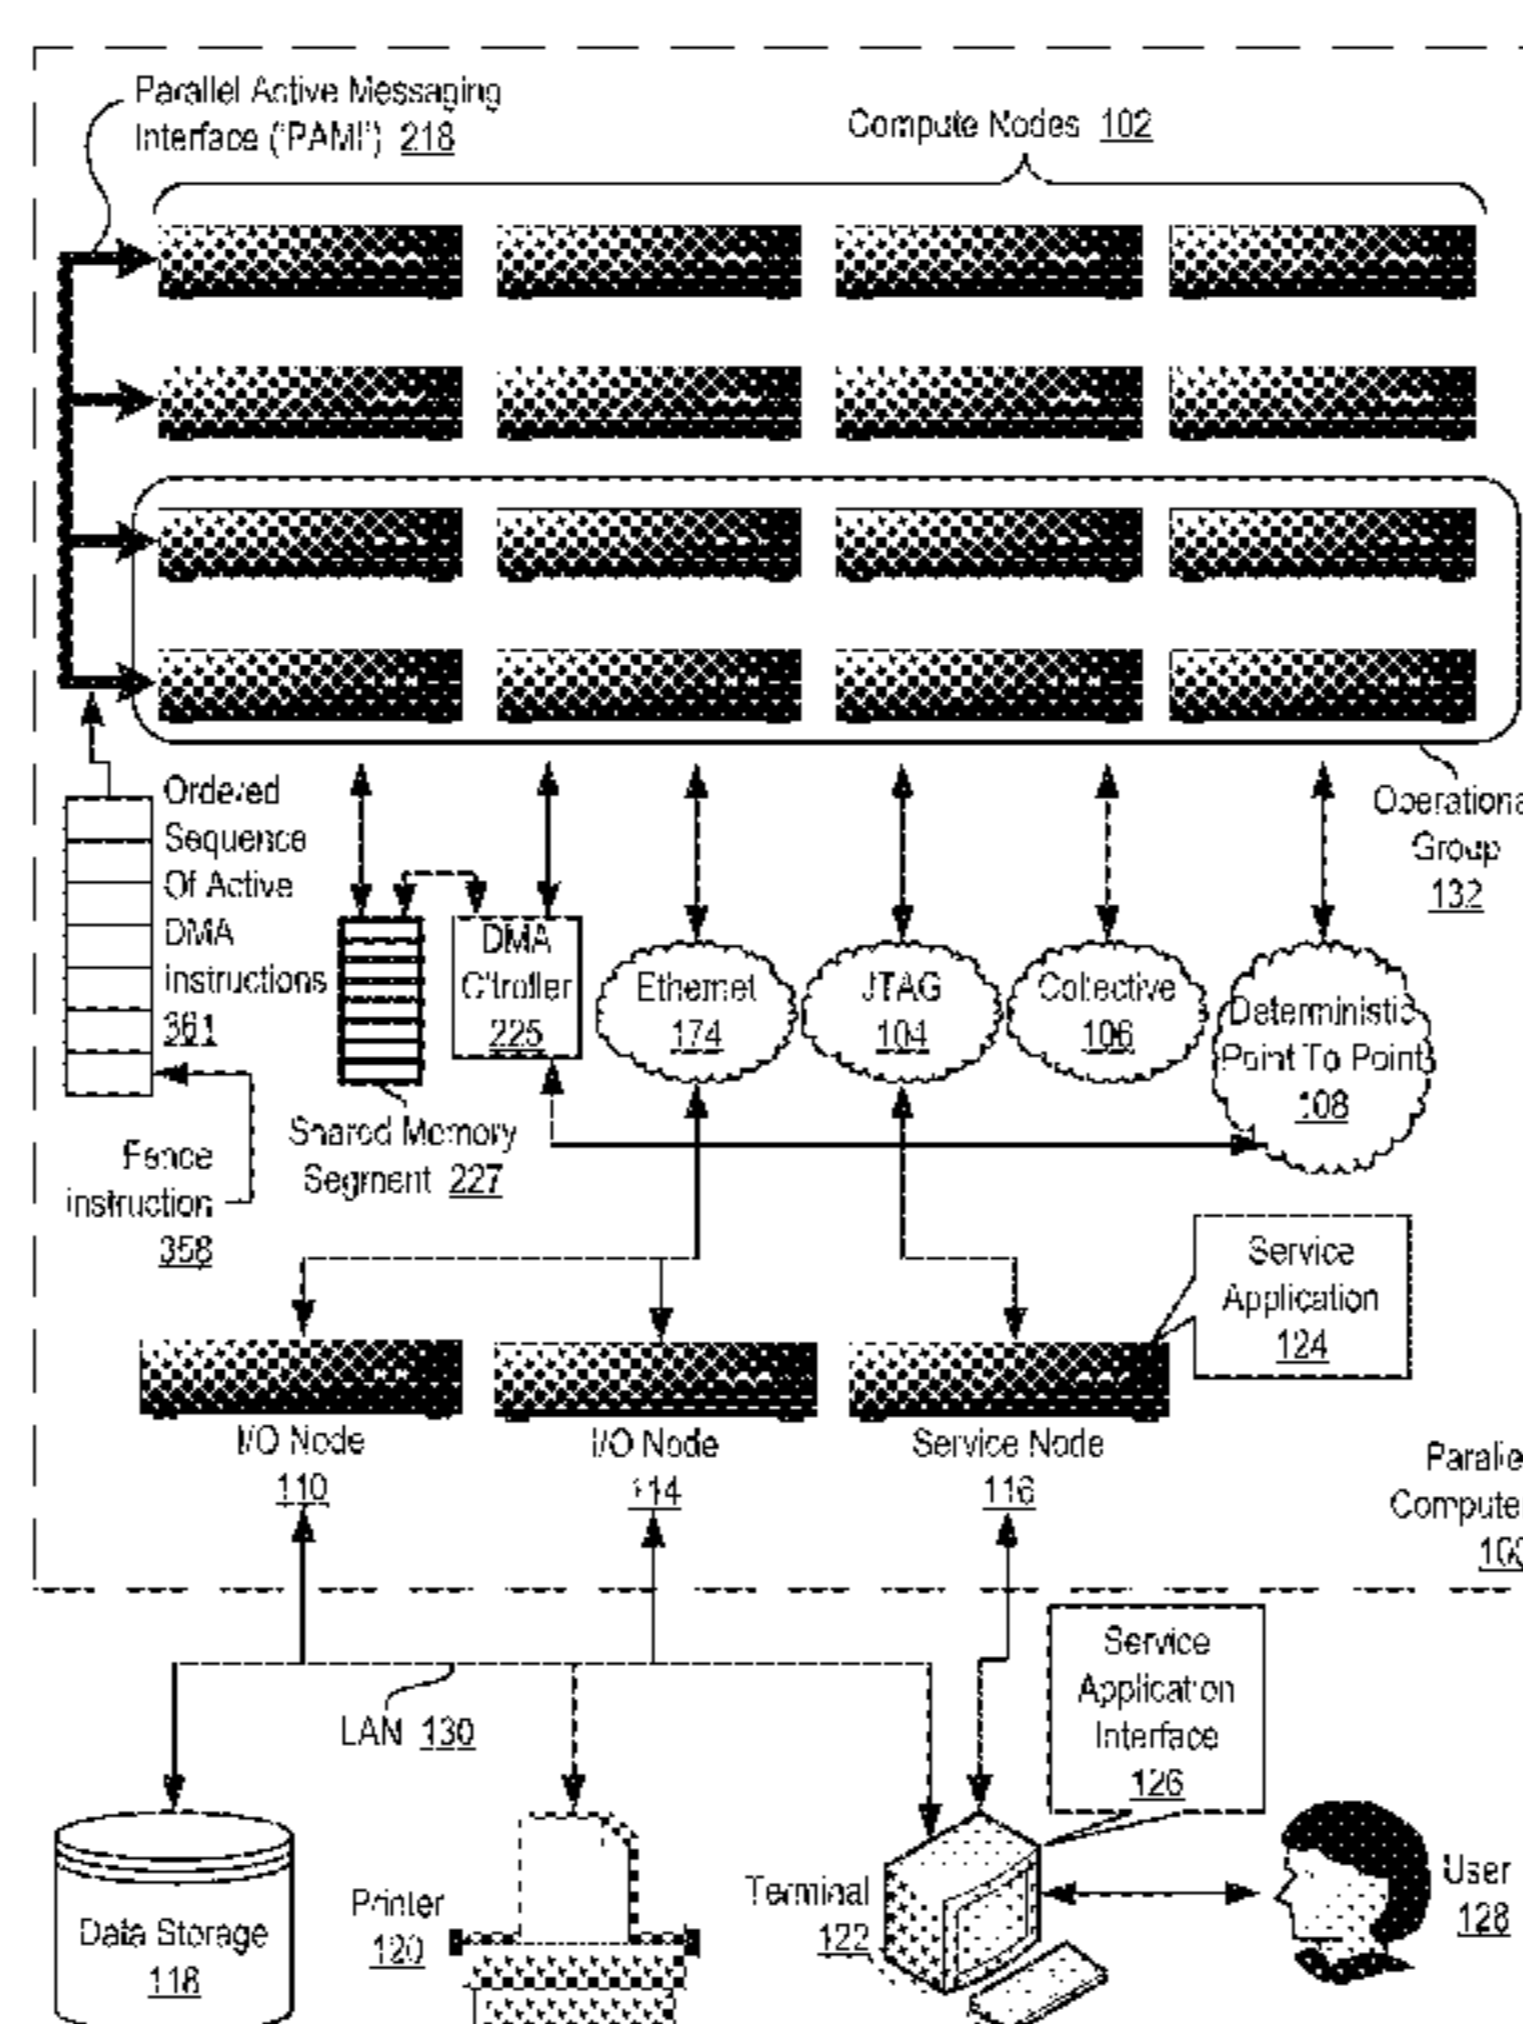 Parallel Active Messaging
Interface ('PAMI') 218
Compute Nodes 102
Ordered
Sequence
Of Active
DMA
instructions
361
Operationa
Group
132
DMA
C'troller
225
Ethernet
174
JTAG
104
Collective
106
Deterministic
Point To Point
108
Shared Memory
Segment 227
Fence
instruction
358
Service
Application
124
I/O Node
110
I/O Node
114
Service Node
116
Paralle
Compute
100
Service
Application
Interface
126
LAN 130
Data Storage
118
Printer
120
Terminal
122
User
128